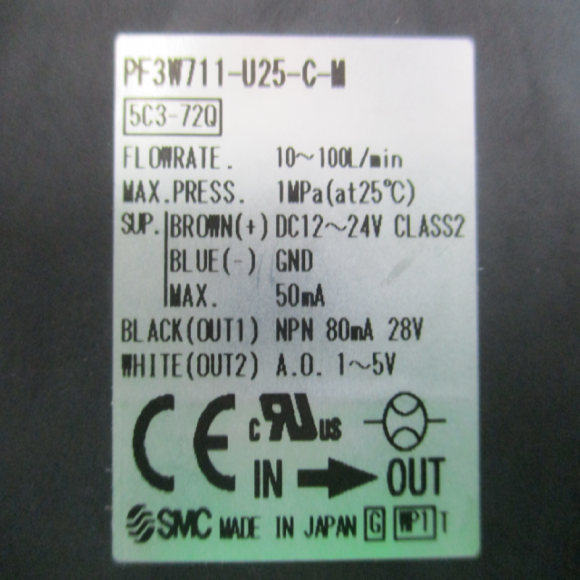 PF3W711-U25-C-M
5C3-72Q
FLOWRATE. 10～100L/min
MAX.PRESS. 1MPa(at25℃)
SUP. BROWN(+) DC12～24V CLASS2
BLUE(-) GND
MAX. 50mA
BLACK(OUT1) NPN 80mA 28V
WHITE(OUT2) A.O. 1～5V
CE c RU US
IN OUT
SMC MADE IN JAPAN G WP1 T